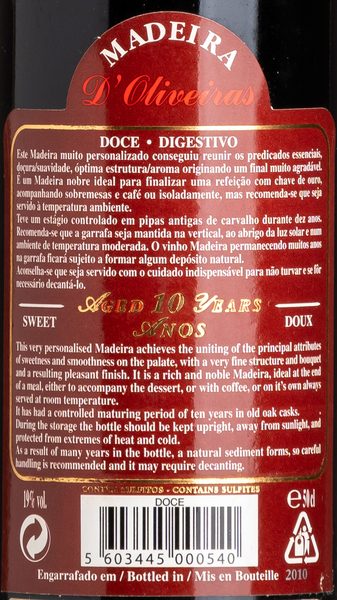 MADEIRA
D'Oliveiras
DOCE • DIGESTIVO
Este Madeira muito personalizado conseguiu reunir os predicados essenciais,
doçura/suavidade, óptima estrutura/aroma originando um final muito agradável.
É um Madeira nobre ideal para finalizar uma refeição com chave de ouro,
acompanhando sobremesas e café ou isoladamente, mas recomenda-se que seja
servido à temperatura ambiente.
Teve um estágio controlado em pipas antigas de carvalho durante dez anos.
Recomenda-se que a garrafa seja mantida na vertical, ao abrigo da luz solar e num
ambiente de temperatura moderada. O vinho Madeira permanecendo muitos anos
na garrafa ficará sujeito a formar algum depósito natural.
Aconselha-se que seja servido com o cuidado indispensável para não turvar e se fôr
necessário decantá-lo.
AGED 10 YEARS
ANOS
SWEET
DOUX
This very personalised Madeira achieves the uniting of the principal attributes
of sweetness and smoothness on the palate, with a very fine structure and bouquet
and a resulting pleasant finish. It is a rich and noble Madeira, ideal at the end
of a meal, either to accompany the dessert, or with coffee, or on it's own always
served at room temperature.
It has had a controlled maturing period of ten years in old oak casks.
During the storage the bottle should be kept upright, away from sunlight, and
protected from extremes of heat and cold.
As a result of many years in the bottle, a natural sediment forms, so careful
handling is recommended and it may require decanting.
CONTÉM SULFITOS - CONTAINS SULFITES
19% vol.
DOCE
℮ 50 cl
5 603445 000540
Engarrafado em / Bottled in / Mis en Bouteille 2010